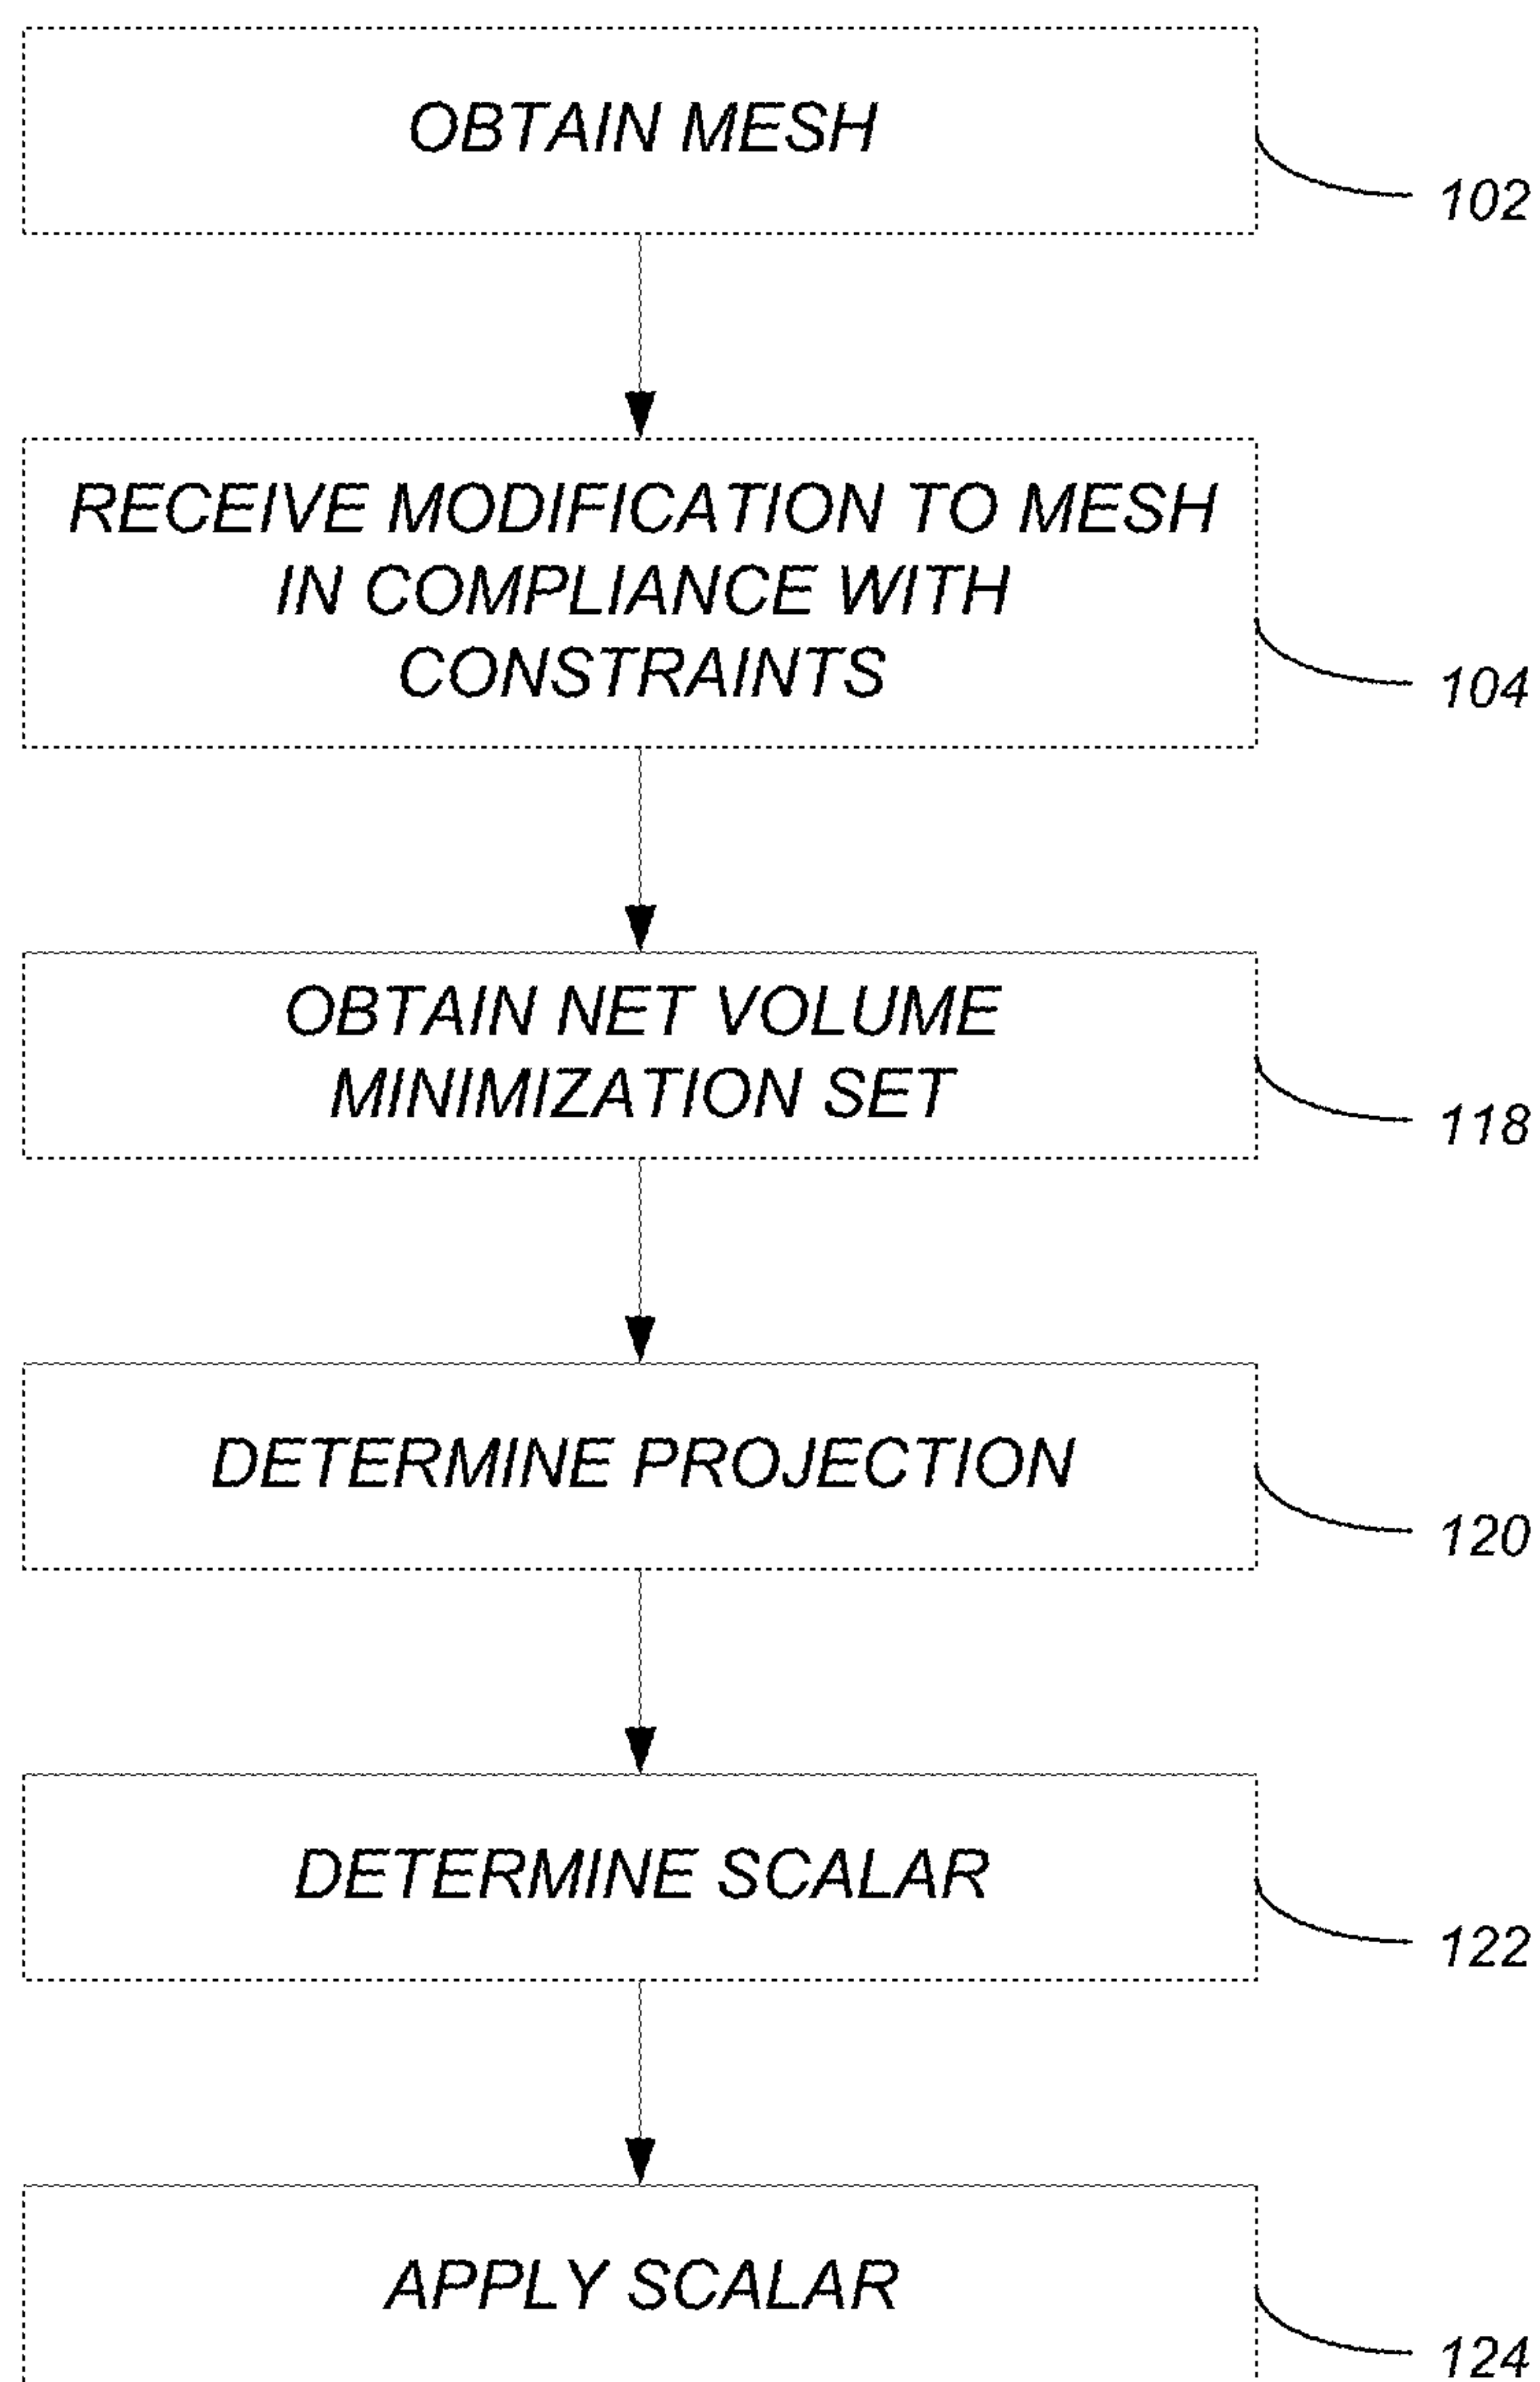 OBTAIN MESH
102
RECEIVE MODIFICATION TO MESH
IN COMPLIANCE WITH
CONSTRAINTS
104
OBTAIN NET VOLUME
MINIMIZATION SET
118
DETERMINE PROJECTION
120
DETERMINE SCALAR
122
APPLY SCALAR
124